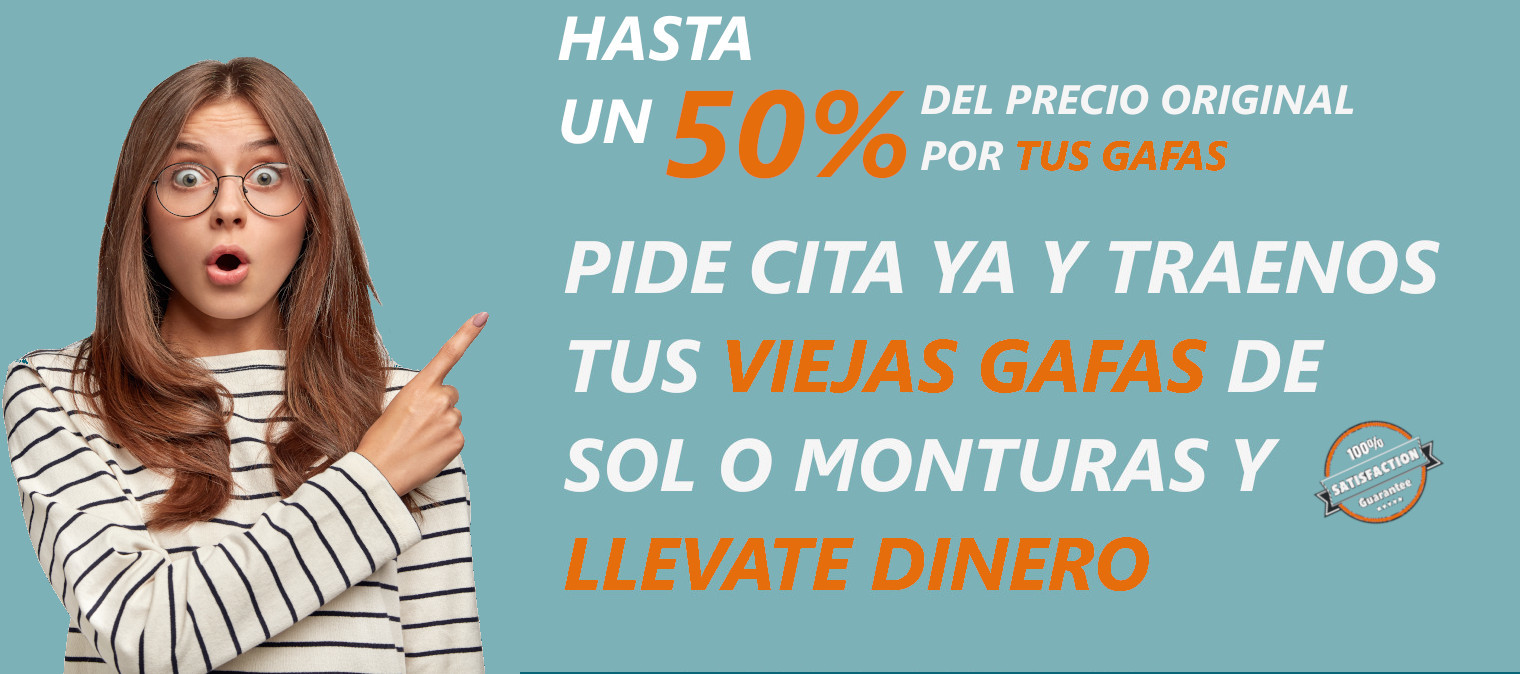 HASTA
UN 50% DEL PRECIO ORIGINAL
POR TUS GAFAS
PIDE CITA YA Y TRAENOS
TUS VIEJAS GAFAS DE
SOL O MONTURAS Y
LLEVATE DINERO
100%
SATISFACTION
Guarantee